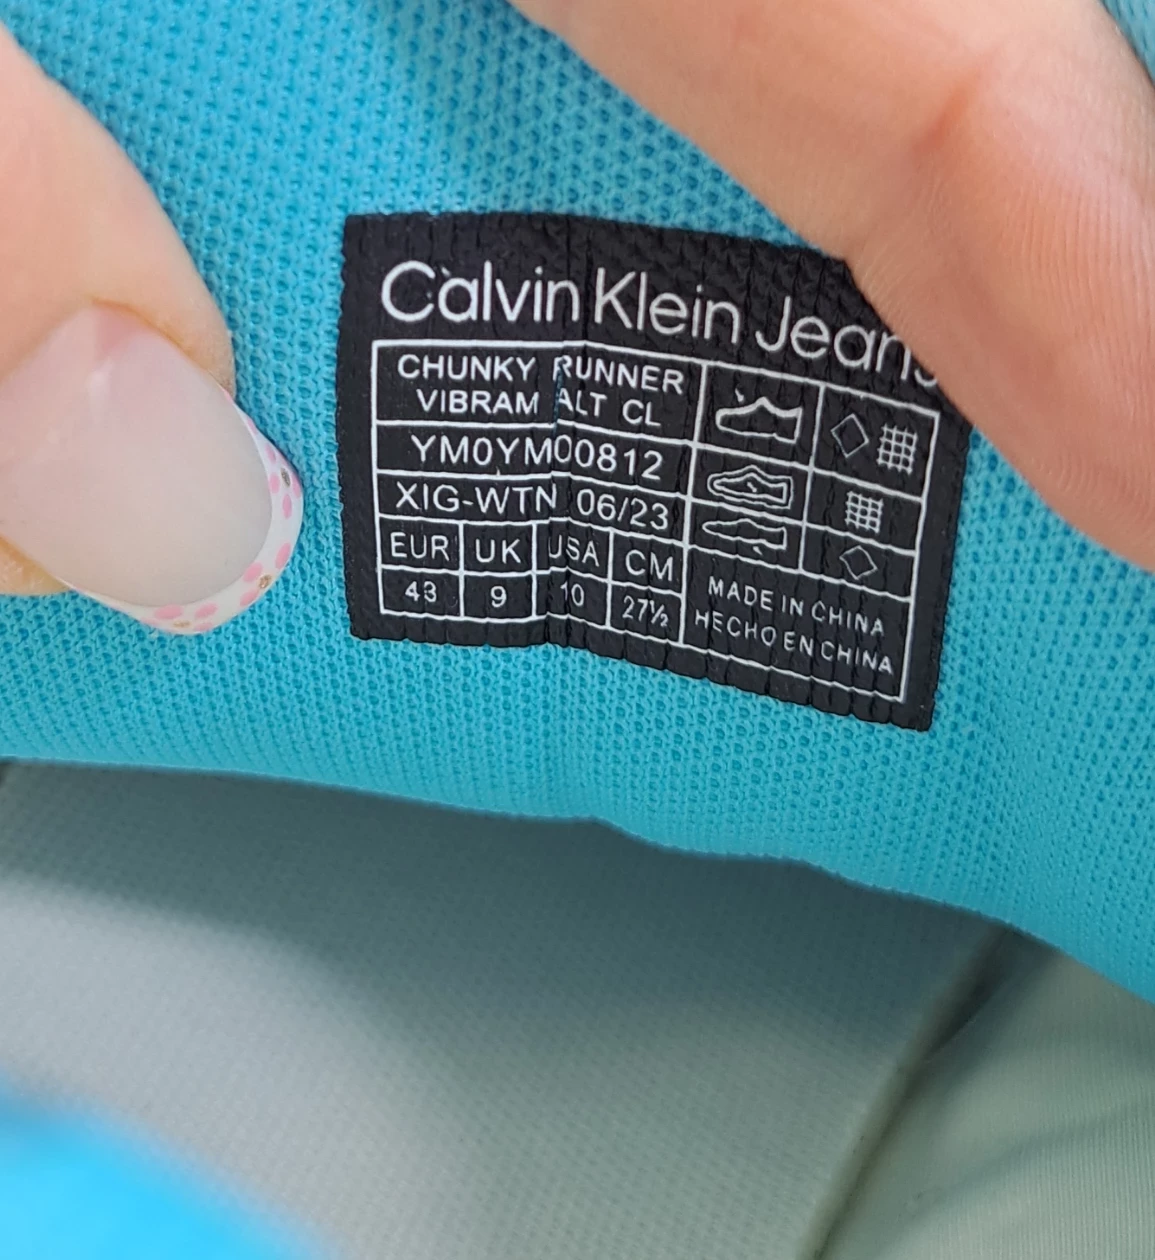 Calvin Klein Jeans
CHUNKY RUNNER
VIBRAM ALT CL
YM0YM00812
XIG-WTN 06/23
EUR UK USA CM
43 9 10 27½
MADE IN CHINA
HECHO EN CHINA